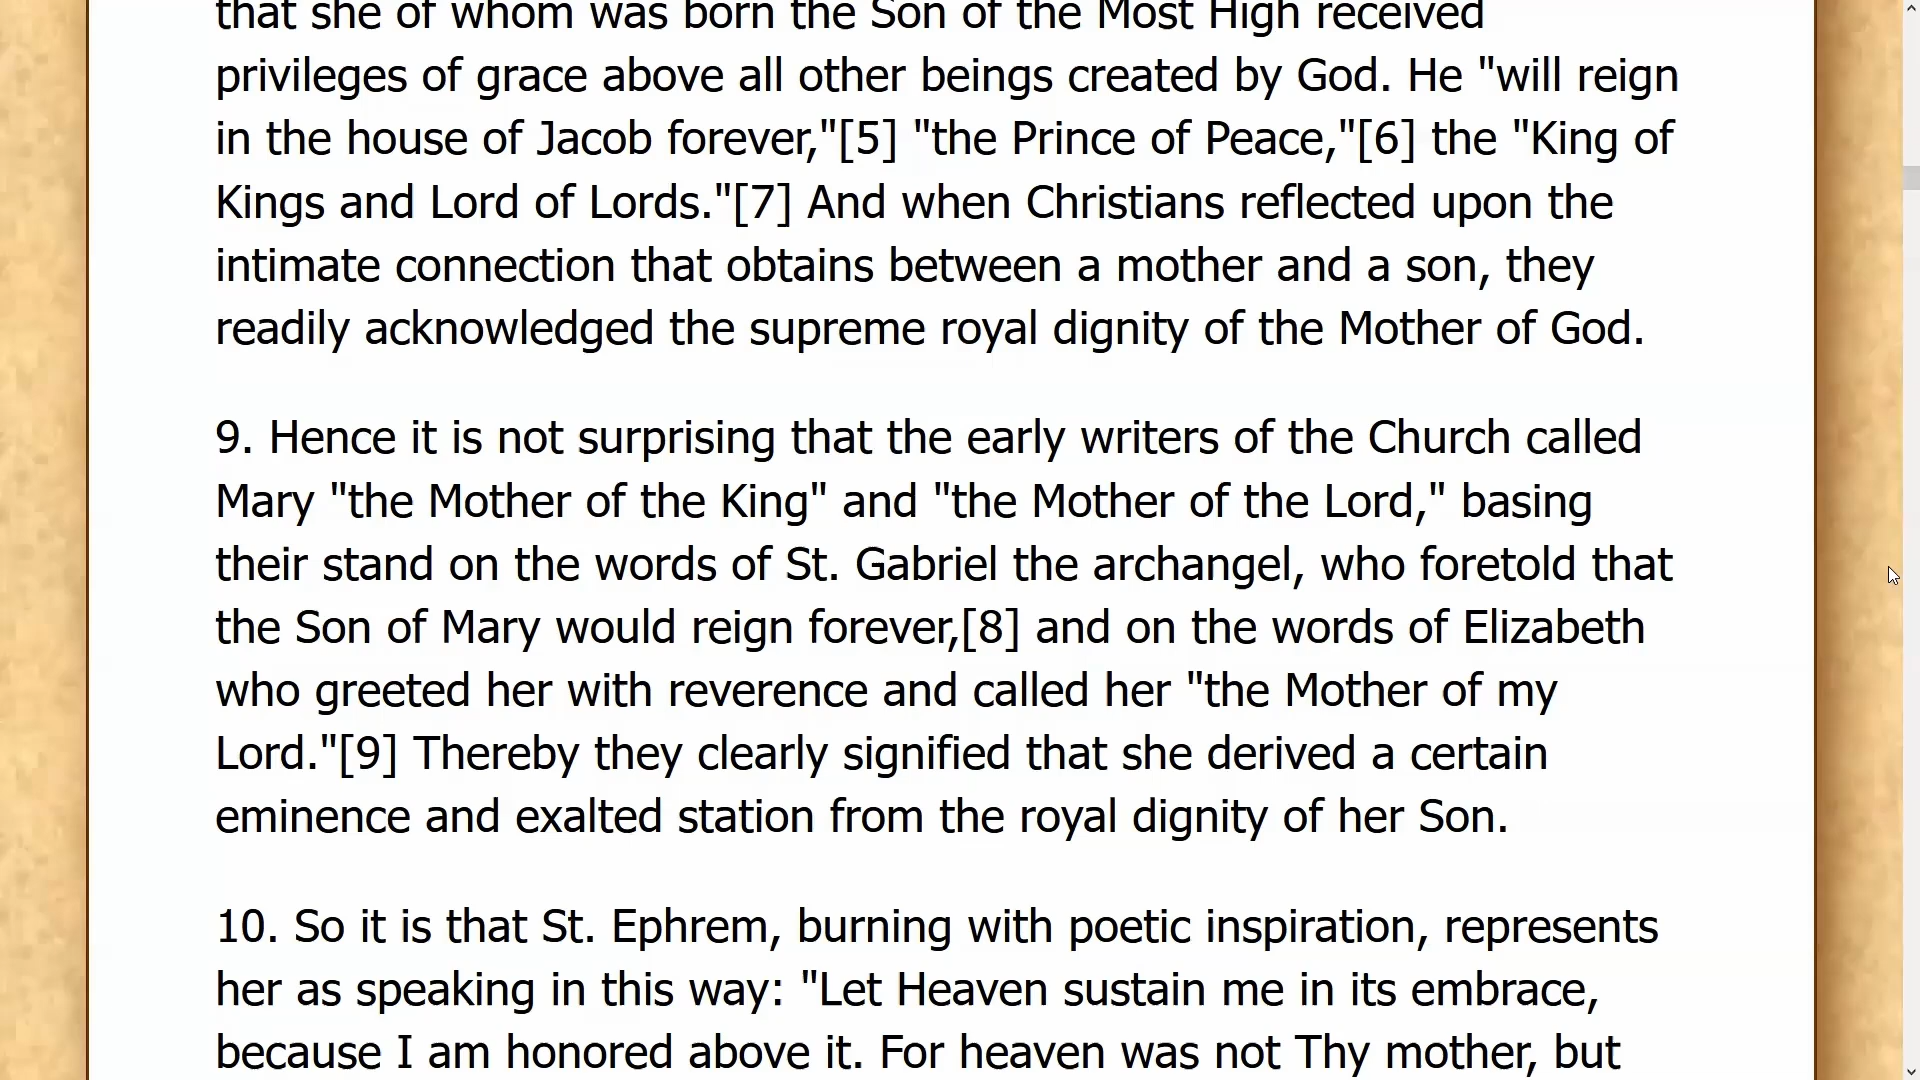 that she of whom was born the Son of the Most High received
privileges of grace above all other beings created by God. He "will reign
in the house of Jacob forever,"[5] "the Prince of Peace,"[6] the "King of
Kings and Lord of Lords."[7] And when Christians reflected upon the
intimate connection that obtains between a mother and a son, they
readily acknowledged the supreme royal dignity of the Mother of God.
9. Hence it is not surprising that the early writers of the Church called
Mary "the Mother of the King" and "the Mother of the Lord," basing
their stand on the words of St. Gabriel the archangel, who foretold that
the Son of Mary would reign forever,[8] and on the words of Elizabeth
who greeted her with reverence and called her "the Mother of my
Lord."[9] Thereby they clearly signified that she derived a certain
eminence and exalted station from the royal dignity of her Son.
10. So it is that St. Ephrem, burning with poetic inspiration, represents
her as speaking in this way: "Let Heaven sustain me in its embrace,
because I am honored above it. For heaven was not Thy mother, but